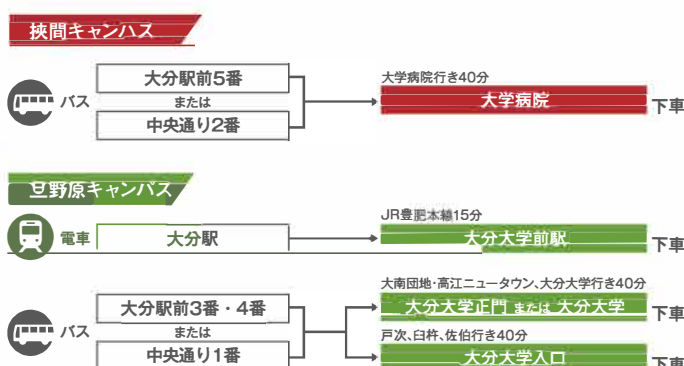 挟間キャンパス
大分駅前5番
大学病院行き40分
バス
または
大学病院
下車
中央通り2番
旦野原キャンパス
JR豊肥本線15分
電車
大分駅
大分大学前駅
下車
大南団地・高江ニュータウン、大分大学行き40分
大分駅前3番・4番
大分大学正門 または 大分大学
下車
バス
または
戸次、臼杵、佐伯行き40分
中央通り1番
大分大学入口
下車